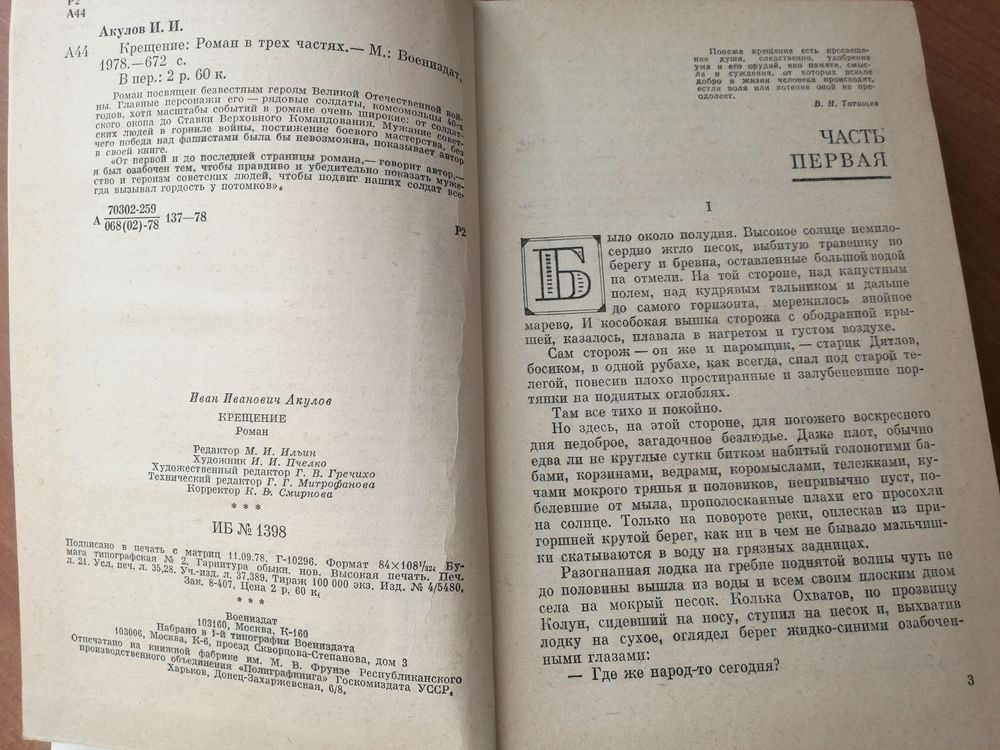 Р2
А44
Акулов И. И.
А44 Крещение: Роман в трех частях.— М.: Воениздат,
1978.—672 с.
В пер.: 2 р. 60 к.
Роман посвящен безвестным героям Великой Отечественной вой-
ны. Главные персонажи его — рядовые солдаты, комсомольцы 40-х
годов, хотя масштабы событий в романе очень широкие: от солдат-
ского окопа до Ставки Верховного Командования. Мужание совет-
ских людей в горниле войны, постижение боевого мастерства, без
чего победа над фашистами была бы невозможна, показывает автор
в своей книге.
«От первой и до последней страницы романа,— говорит автор,—
я был озабочен тем, чтобы правдиво и убедительно показать муже-
ство и героизм советских людей, чтобы подвиг наших солдат все-
гда вызывал гордость у потомков».
А 70302-259
068(02)-78 137—78
Р2
Иван Иванович Акулов
КРЕЩЕНИЕ
Роман
Редактор М. И. Ильин
Художник И. И. Пчелко
Художественный редактор Г. В. Гречихо
Технический редактор Г. Г. Митрофанова
Корректор К. В. Смирнова
* * *
ИБ № 1398
Подписано в печать с матриц 11.09.78. Г-10296. Формат 84×108¹/₃₂. Бу-
мага типографская № 2. Гарнитура обыкн. нов. Высокая печать. Печ.
л. 21. Усл. печ. л. 35,28. Уч.-изд. л. 37,389. Тираж 100 000 экз. Изд. № 4/5480.
Зак. 8-407. Цена 2 р. 60 к.
* * *
Воениздат
103160, Москва, К-160
Набрано в 1-й типографии Воениздата
103006, Москва, К-6, проезд Скворцова-Степанова, дом 3
Отпечатано на книжной фабрике им. М. В. Фрунзе Республиканского
производственного объединения «Полиграфкнига» Госкомиздата УССР,
Харьков, Донец-Захаржевская, 6/8.
Понеже крещение есть просвеще-
ние души, следственно, удобрение
ума и его орудий, яко памяти, смыс-
ла и суждения, от которых всякое
добро в жизни человека происходит,
если воля или хотение оной не пре-
одолеет.
В. Н. Татищев
ЧАСТЬ
ПЕРВАЯ
I
Было около полудня. Высокое солнце немило-
сердно жгло песок, выбитую травешку по
берегу и бревна, оставленные большой водой
на отмели. На той стороне, над капустным
полем, над кудрявым тальником и дальше
до самого горизонта, мережилось знойное
марево. И кособокая вышка сторожа с ободранной кры-
шей, казалось, плавала в нагретом и густом воздухе.
Сам сторож — он же и паромщик, — старик Дятлов,
босиком, в одной рубахе, как всегда, спал под старой те-
легой, повесив плохо простиранные и залубеневшие пор-
тянки на поднятых оглоблях.
Там все тихо и покойно.
Но здесь, на этой стороне, для погожего воскресного
дня недоброе, загадочное безлюдье. Даже плот, обычно
едва ли не круглые сутки битком набитый голоногими ба-
бами, корзинами, ведрами, коромыслами, тележками, ку-
чами мокрого тряпья и половиков, непривычно пуст, по-
белевшие от мыла, прополосканные плахи его просохли
на солнце. Только на повороте реки, оплескав из при-
горшней крутой берег, как ни в чем не бывало мальчиш-
ки скатываются в воду на грязных задницах.
Разогнанная лодка на гребне поднятой волны чуть не
до половины вышла из воды и всем своим плоским дном
села на мокрый песок. Колька Охватов, по прозвищу
Колун, сидевший на носу, ступил на песок и, выхватив
лодку на сухое, оглядел берег жидко-синими озабочен-
ными глазами:
— Где же народ-то сегодня?
3